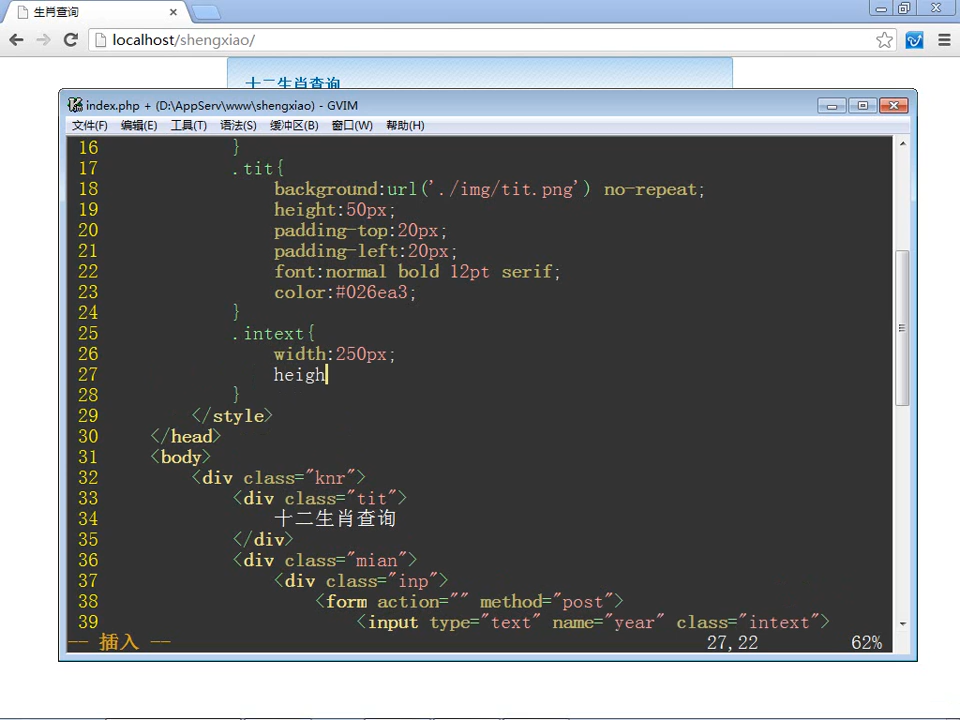 生肖查询
localhost/shengxiao/
十二生肖查询
index.php + (D:\AppServ\www\shengxiao) - GVIM
文件(F) 编辑(E) 工具(T) 语法(S) 缓冲区(B) 窗口(W) 帮助(H)
16 }
17 .tit{
18 background:url('./img/tit.png') no-repeat;
19 height:50px;
20 padding-top:20px;
21 padding-left:20px;
22 font:normal bold 12pt serif;
23 color:#026ea3;
24 }
25 .intext{
26 width:250px;
27 heigh
28 }
29 </style>
30 </head>
31 <body>
32 <div class="knr">
33 <div class="tit">
34 十二生肖查询
35 </div>
36 <div class="mian">
37 <div class="inp">
38 <form action="" method="post">
39 <input type="text" name="year" class="intext">
-- 插入 -- 27,22 62%